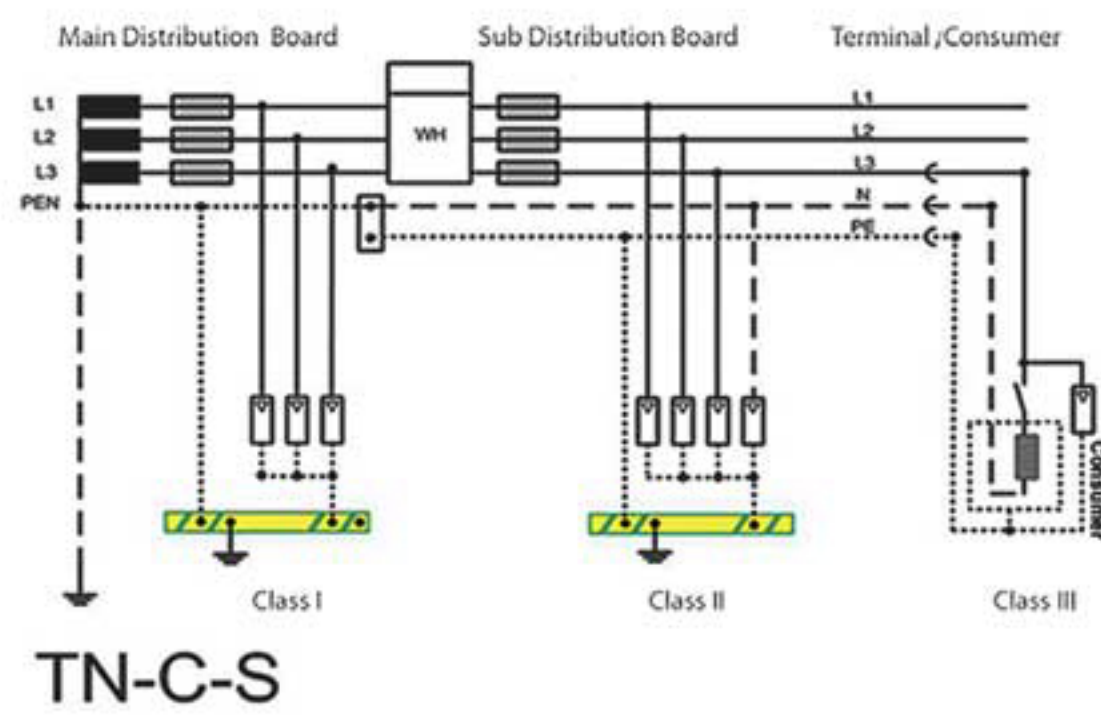 Main Distribution Board
Sub Distribution Board
Terminal /Consumer
L1
L1
L2
WH
L2
L3
L3
PEN
N
PE
Consumer
Class I
Class II
Class III
TN-C-S